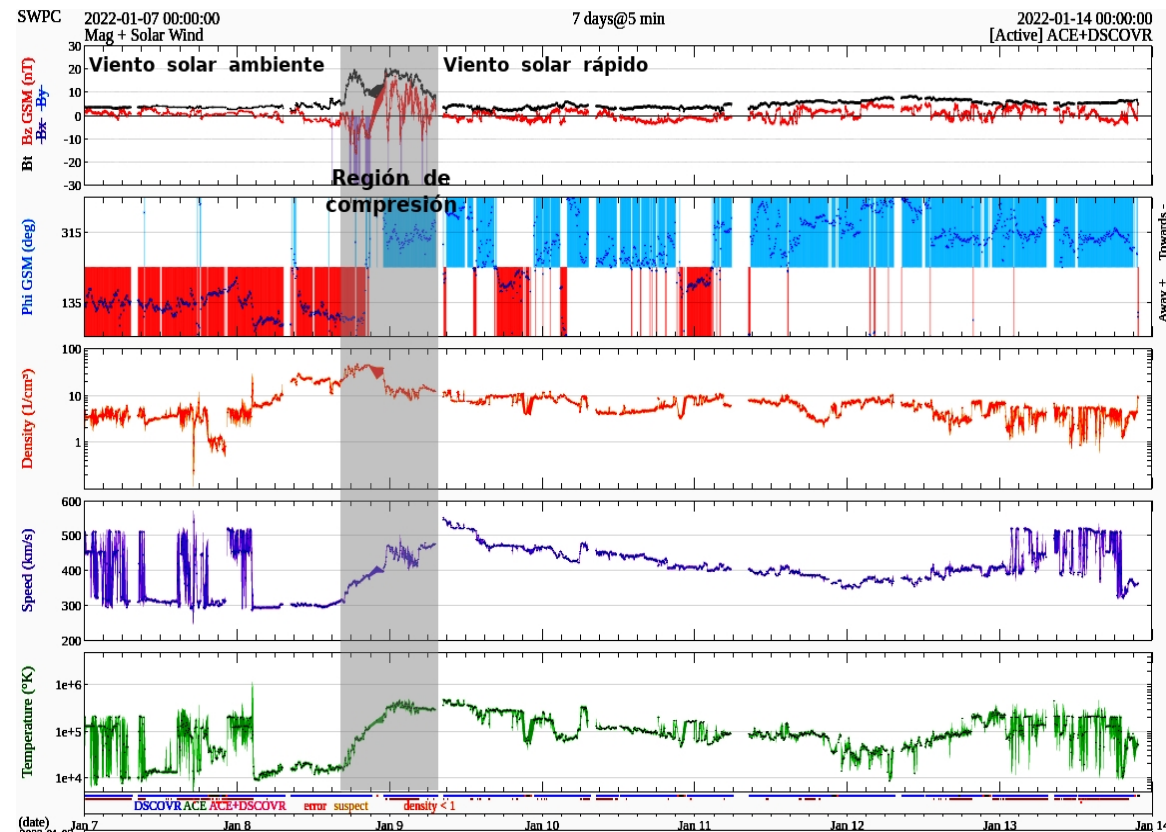 SWPC
2022-01-07 00:00:00 7 days@5 min 2022-01-14 00:00:00
Mag + Solar Wind [Active] ACE+DSCOVR
Viento solar ambiente Viento solar rápido
Región de
compresión
Bt Bz GSM (nT)
Bx By
30
20
10
0
-10
-20
-30
Phi GSM (deg)
315
135
Towards -
Away +
Density (1/cm³)
100
10
1
Speed (km/s)
600
500
400
300
200
Temperature (°K)
1e+6
1e+5
1e+4
DSCOVR ACE ACE+DSCOVR error suspect density < 1
(date) Jan 7 Jan 8 Jan 9 Jan 10 Jan 11 Jan 12 Jan 13 Jan 14